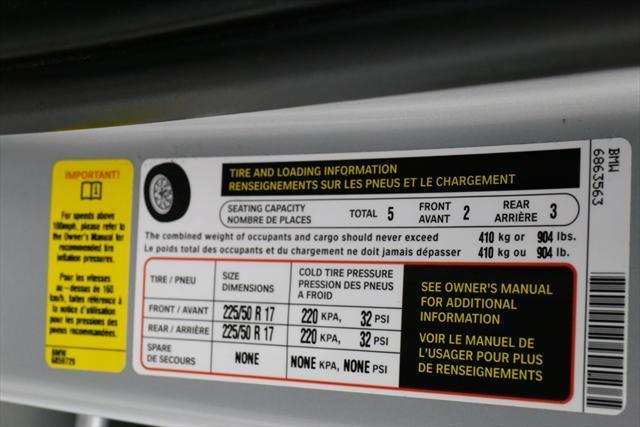 IMPORTANT!
For speeds above
100mph, please refer to
the Owner's Manual for
recommended tire
inflation pressures.
Pour les vitesses
au-dessus de 160
km/h, faites référence à
la notice d'utilisation
pour les pressions des
pneus recommandées.
BMW
6858729
TIRE AND LOADING INFORMATION
RENSEIGNEMENTS SUR LES PNEUS ET LE CHARGEMENT
SEATING CAPACITY
NOMBRE DE PLACES
TOTAL 5
FRONT
AVANT 2
REAR
ARRIÈRE 3
The combined weight of occupants and cargo should never exceed 410 kg or 904 lbs.
Le poids total des occupants et du chargement ne doit jamais dépasser 410 kg ou 904 lb.
TIRE / PNEU
SIZE
DIMENSIONS
COLD TIRE PRESSURE
PRESSION DES PNEUS
A FROID
FRONT / AVANT 225/50 R 17 220 KPA, 32 PSI
REAR / ARRIÈRE 225/50 R 17 220 KPA, 32 PSI
SPARE
DE SECOURS NONE NONE KPA, NONE PSI
SEE OWNER'S MANUAL
FOR ADDITIONAL
INFORMATION
VOIR LE MANUEL DE
L'USAGER POUR PLUS
DE RENSEIGNEMENTS
BMW
6863563